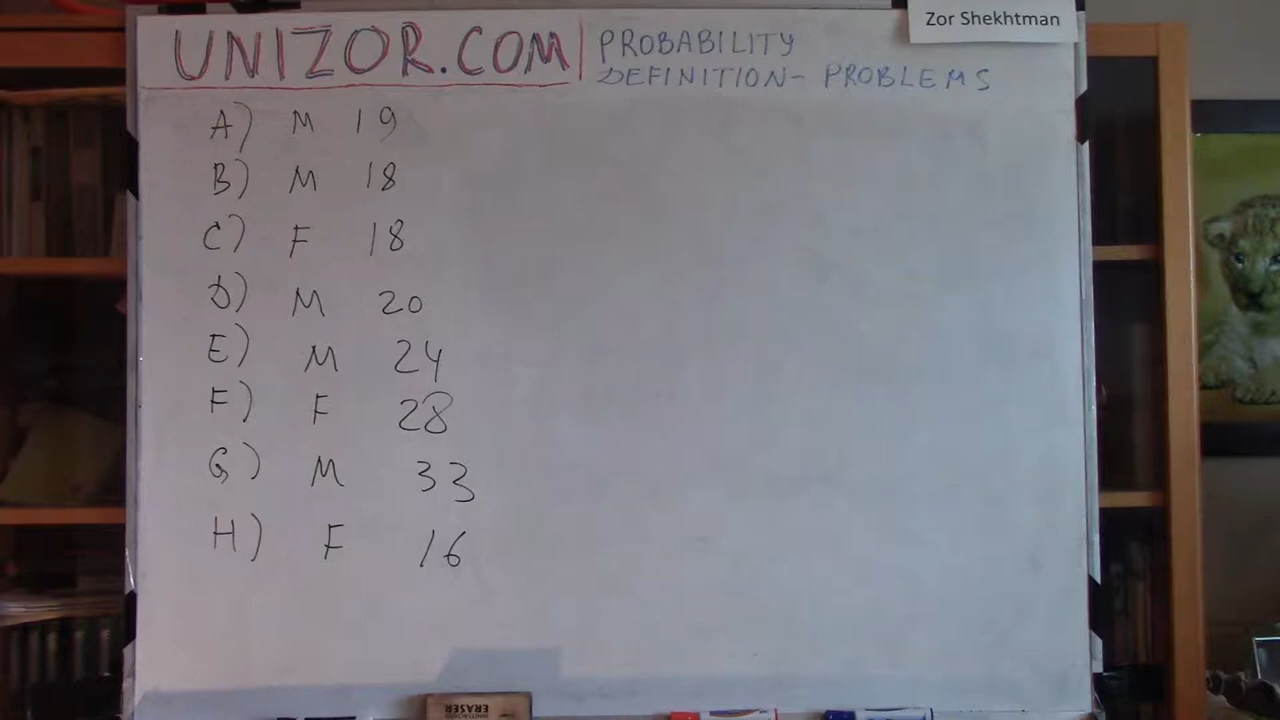 UNIZOR.COM
PROBABILITY
DEFINITION- PROBLEMS
Zor Shekhtman
A) M 19
B) M 18
C) F 18
D) M 20
E) M 24
F) F 28
G) M 33
H) F 16
ERASER